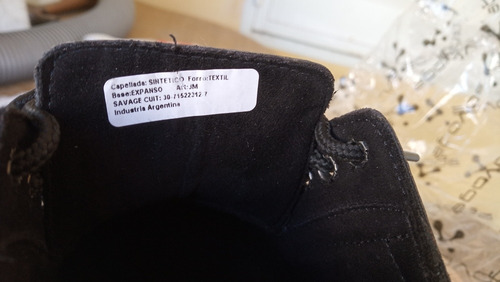 Capellada: SINTETICO Forro:TEXTIL
Base:EXPANSO
SAVAGE CUIT: 30-71522212-7
Industria Argentina